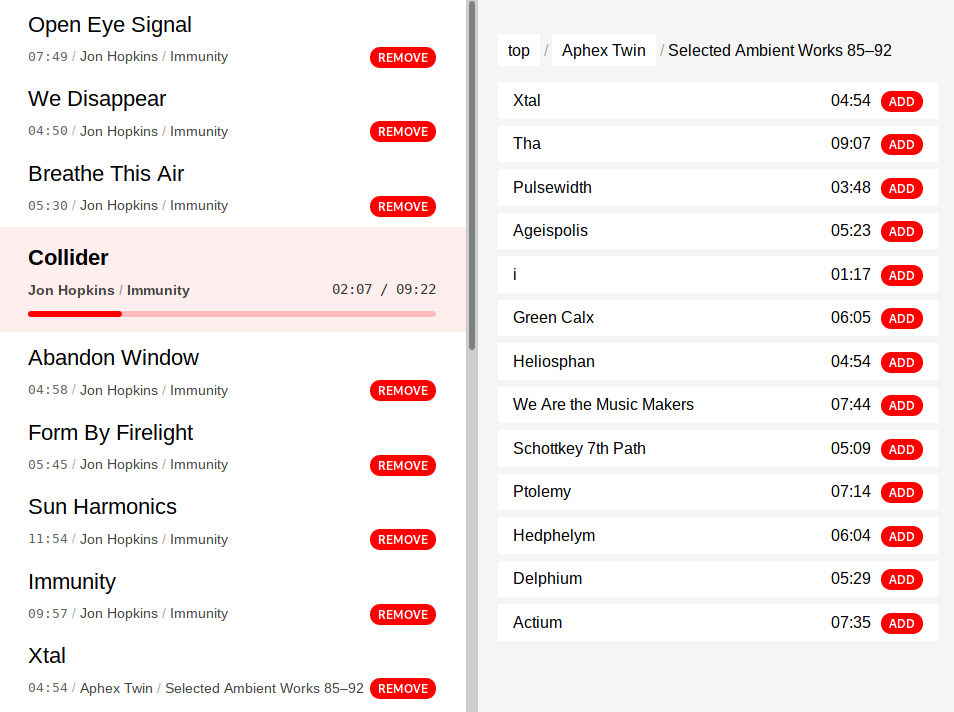 Open Eye Signal
07:49 / Jon Hopkins / Immunity REMOVE
We Disappear
04:50 / Jon Hopkins / Immunity REMOVE
Breathe This Air
05:30 / Jon Hopkins / Immunity REMOVE
Collider
Jon Hopkins / Immunity 02:07 / 09:22
Abandon Window
04:58 / Jon Hopkins / Immunity REMOVE
Form By Firelight
05:45 / Jon Hopkins / Immunity REMOVE
Sun Harmonics
11:54 / Jon Hopkins / Immunity REMOVE
Immunity
09:57 / Jon Hopkins / Immunity REMOVE
Xtal
04:54 / Aphex Twin / Selected Ambient Works 85–92 REMOVE
top / Aphex Twin / Selected Ambient Works 85–92
Xtal 04:54 ADD
Tha 09:07 ADD
Pulsewidth 03:48 ADD
Ageispolis 05:23 ADD
i 01:17 ADD
Green Calx 06:05 ADD
Heliosphan 04:54 ADD
We Are the Music Makers 07:44 ADD
Schottkey 7th Path 05:09 ADD
Ptolemy 07:14 ADD
Hedphelym 06:04 ADD
Delphium 05:29 ADD
Actium 07:35 ADD